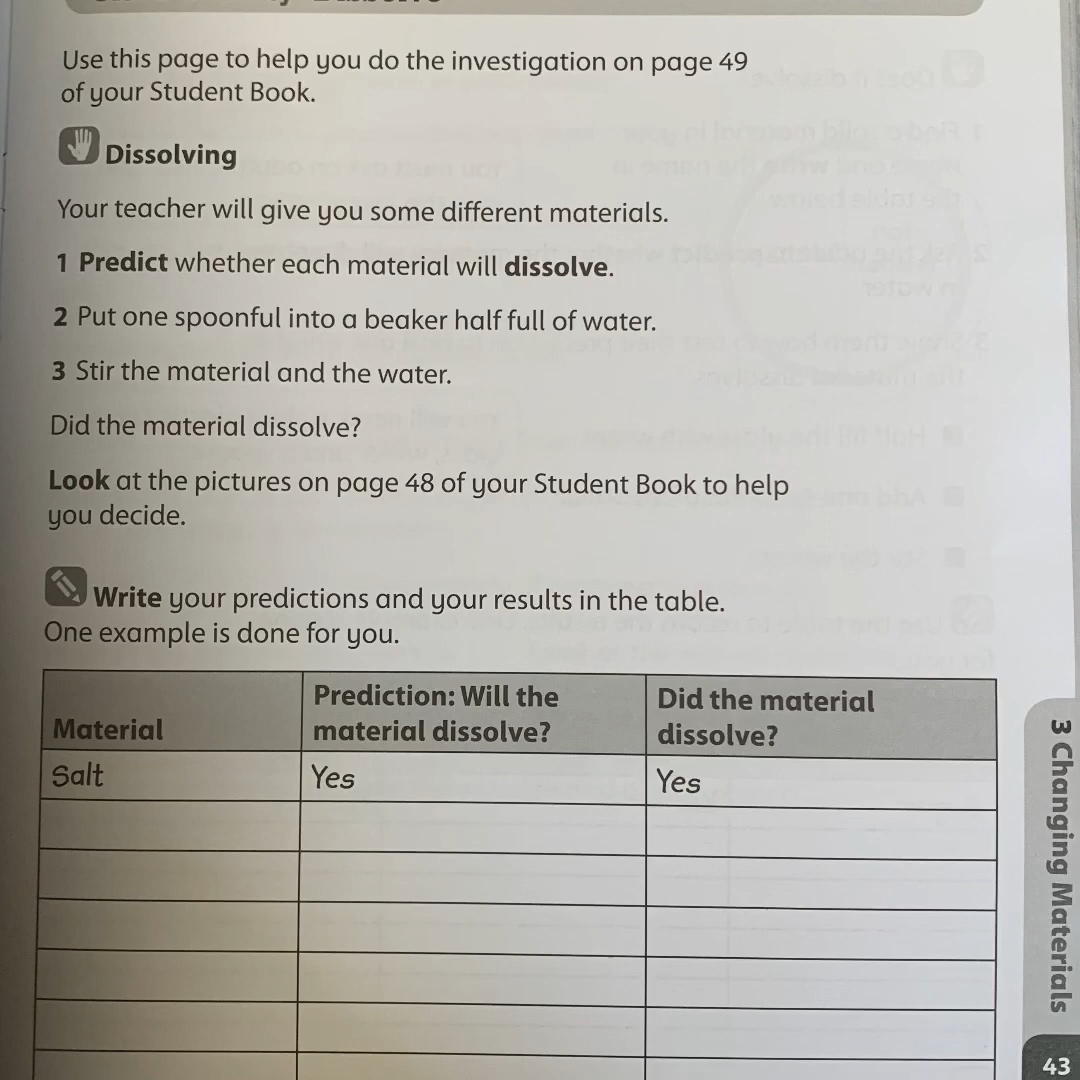 Use this page to help you do the investigation on page 49
of your Student Book.
Dissolving
Your teacher will give you some different materials.
1 Predict whether each material will dissolve.
2 Put one spoonful into a beaker half full of water.
3 Stir the material and the water.
Did the material dissolve?
Look at the pictures on page 48 of your Student Book to help
you decide.
Write your predictions and your results in the table.
One example is done for you.
Material
Prediction: Will the
material dissolve?
Did the material
dissolve?
Salt
Yes
Yes
3 Changing Materials
43